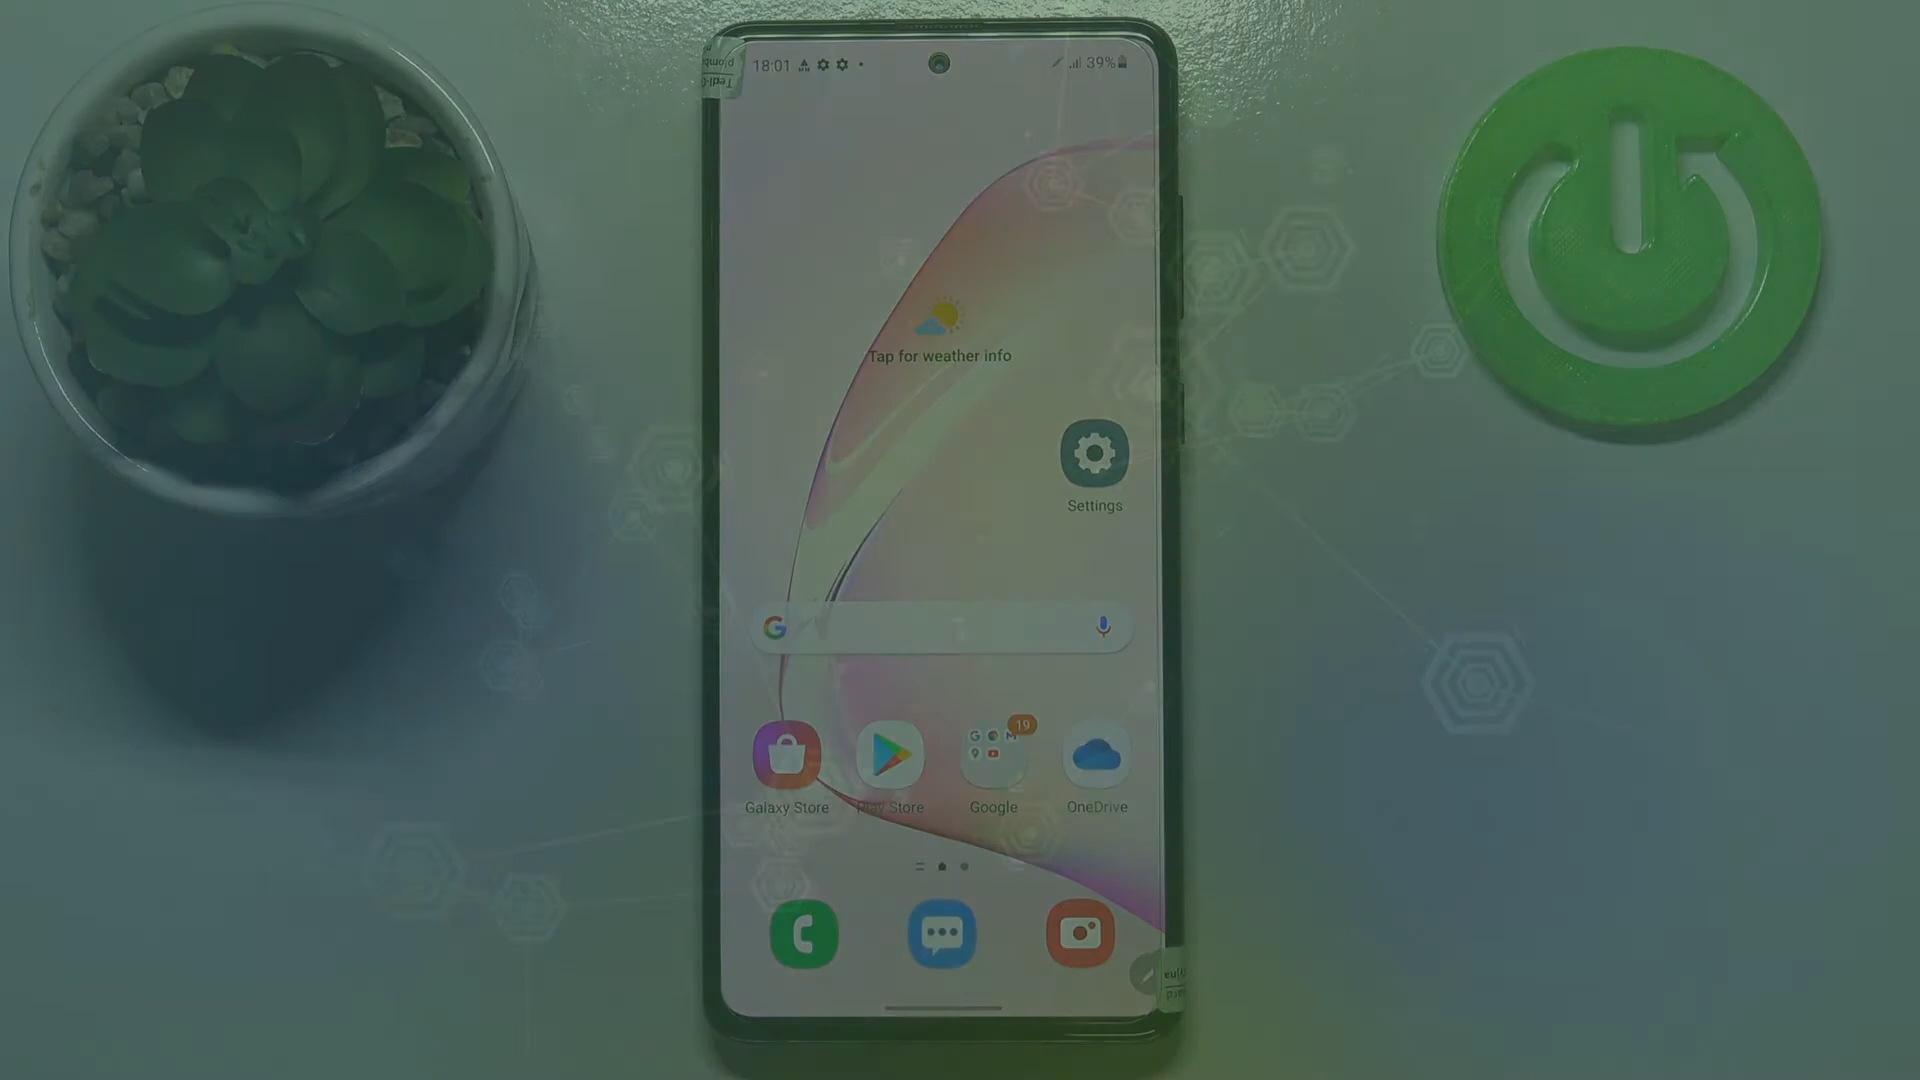 18:01
39%
Tap for weather info
Settings
19
Galaxy Store
Play Store
Google
OneDrive